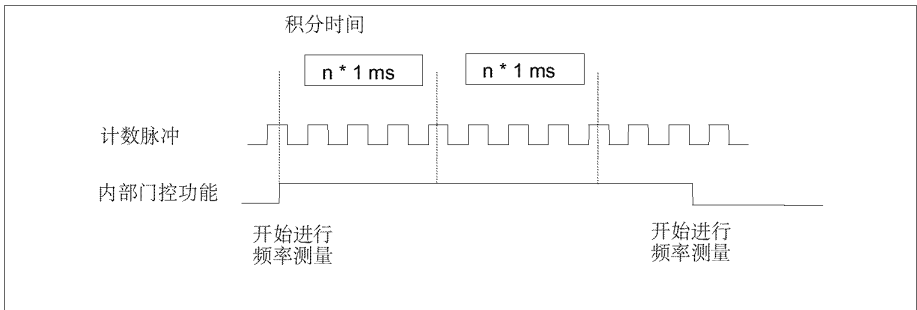 积分时间
n * 1 ms
n * 1 ms
计数脉冲
内部门控功能
开始进行
频率测量
开始进行
频率测量